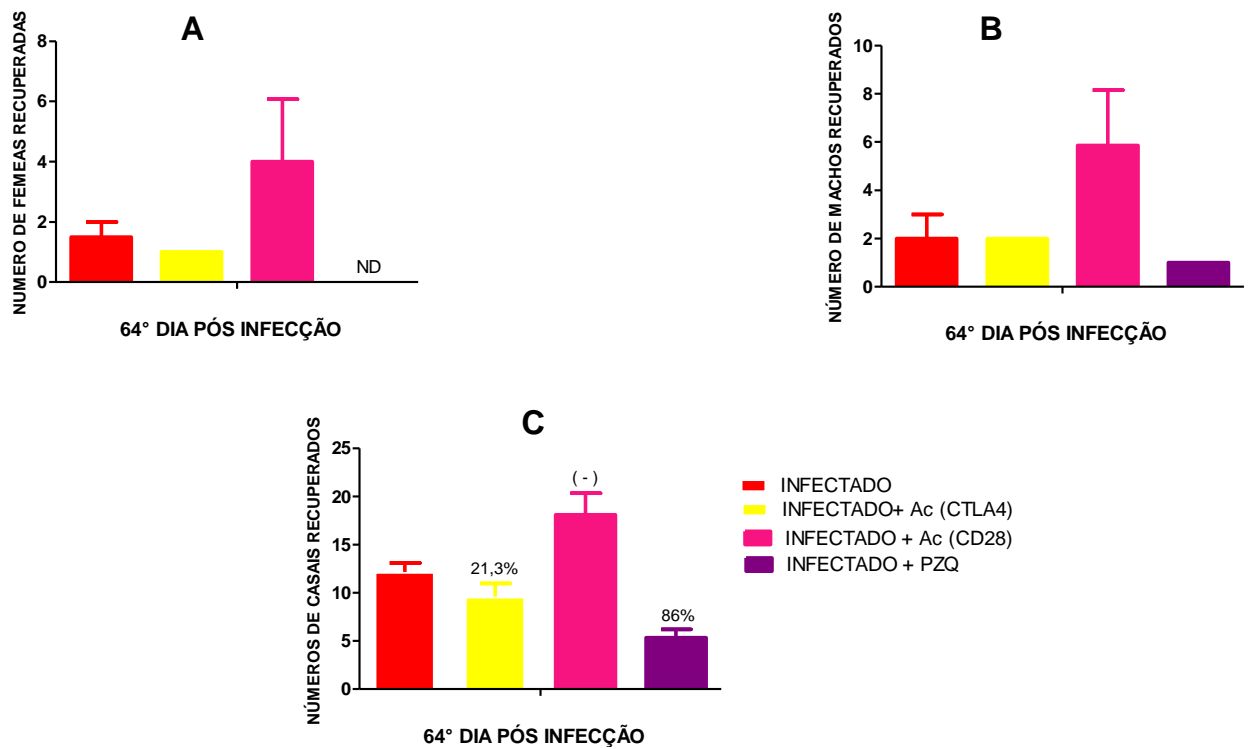 A
NUMERO DE FEMEAS RECUPERADAS
8
6
4
2
0
ND
64° DIA PÓS INFECÇÃO
B
NÚMERO DE MACHOS RECUPERADOS
10
8
6
4
2
0
64° DIA PÓS INFECÇÃO
C
NÚMEROS DE CASAIS RECUPERADOS
25
20
15
10
5
0
21,3%
( - )
86%
64° DIA PÓS INFECÇÃO
INFECTADO
INFECTADO+ Ac (CTLA4)
INFECTADO + Ac (CD28)
INFECTADO + PZQ